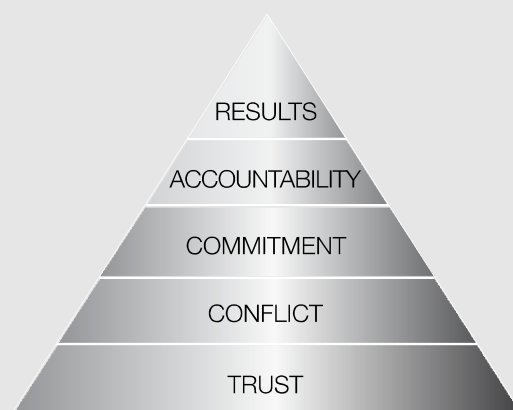 RESULTS
ACCOUNTABILITY
COMMITMENT
CONFLICT
TRUST